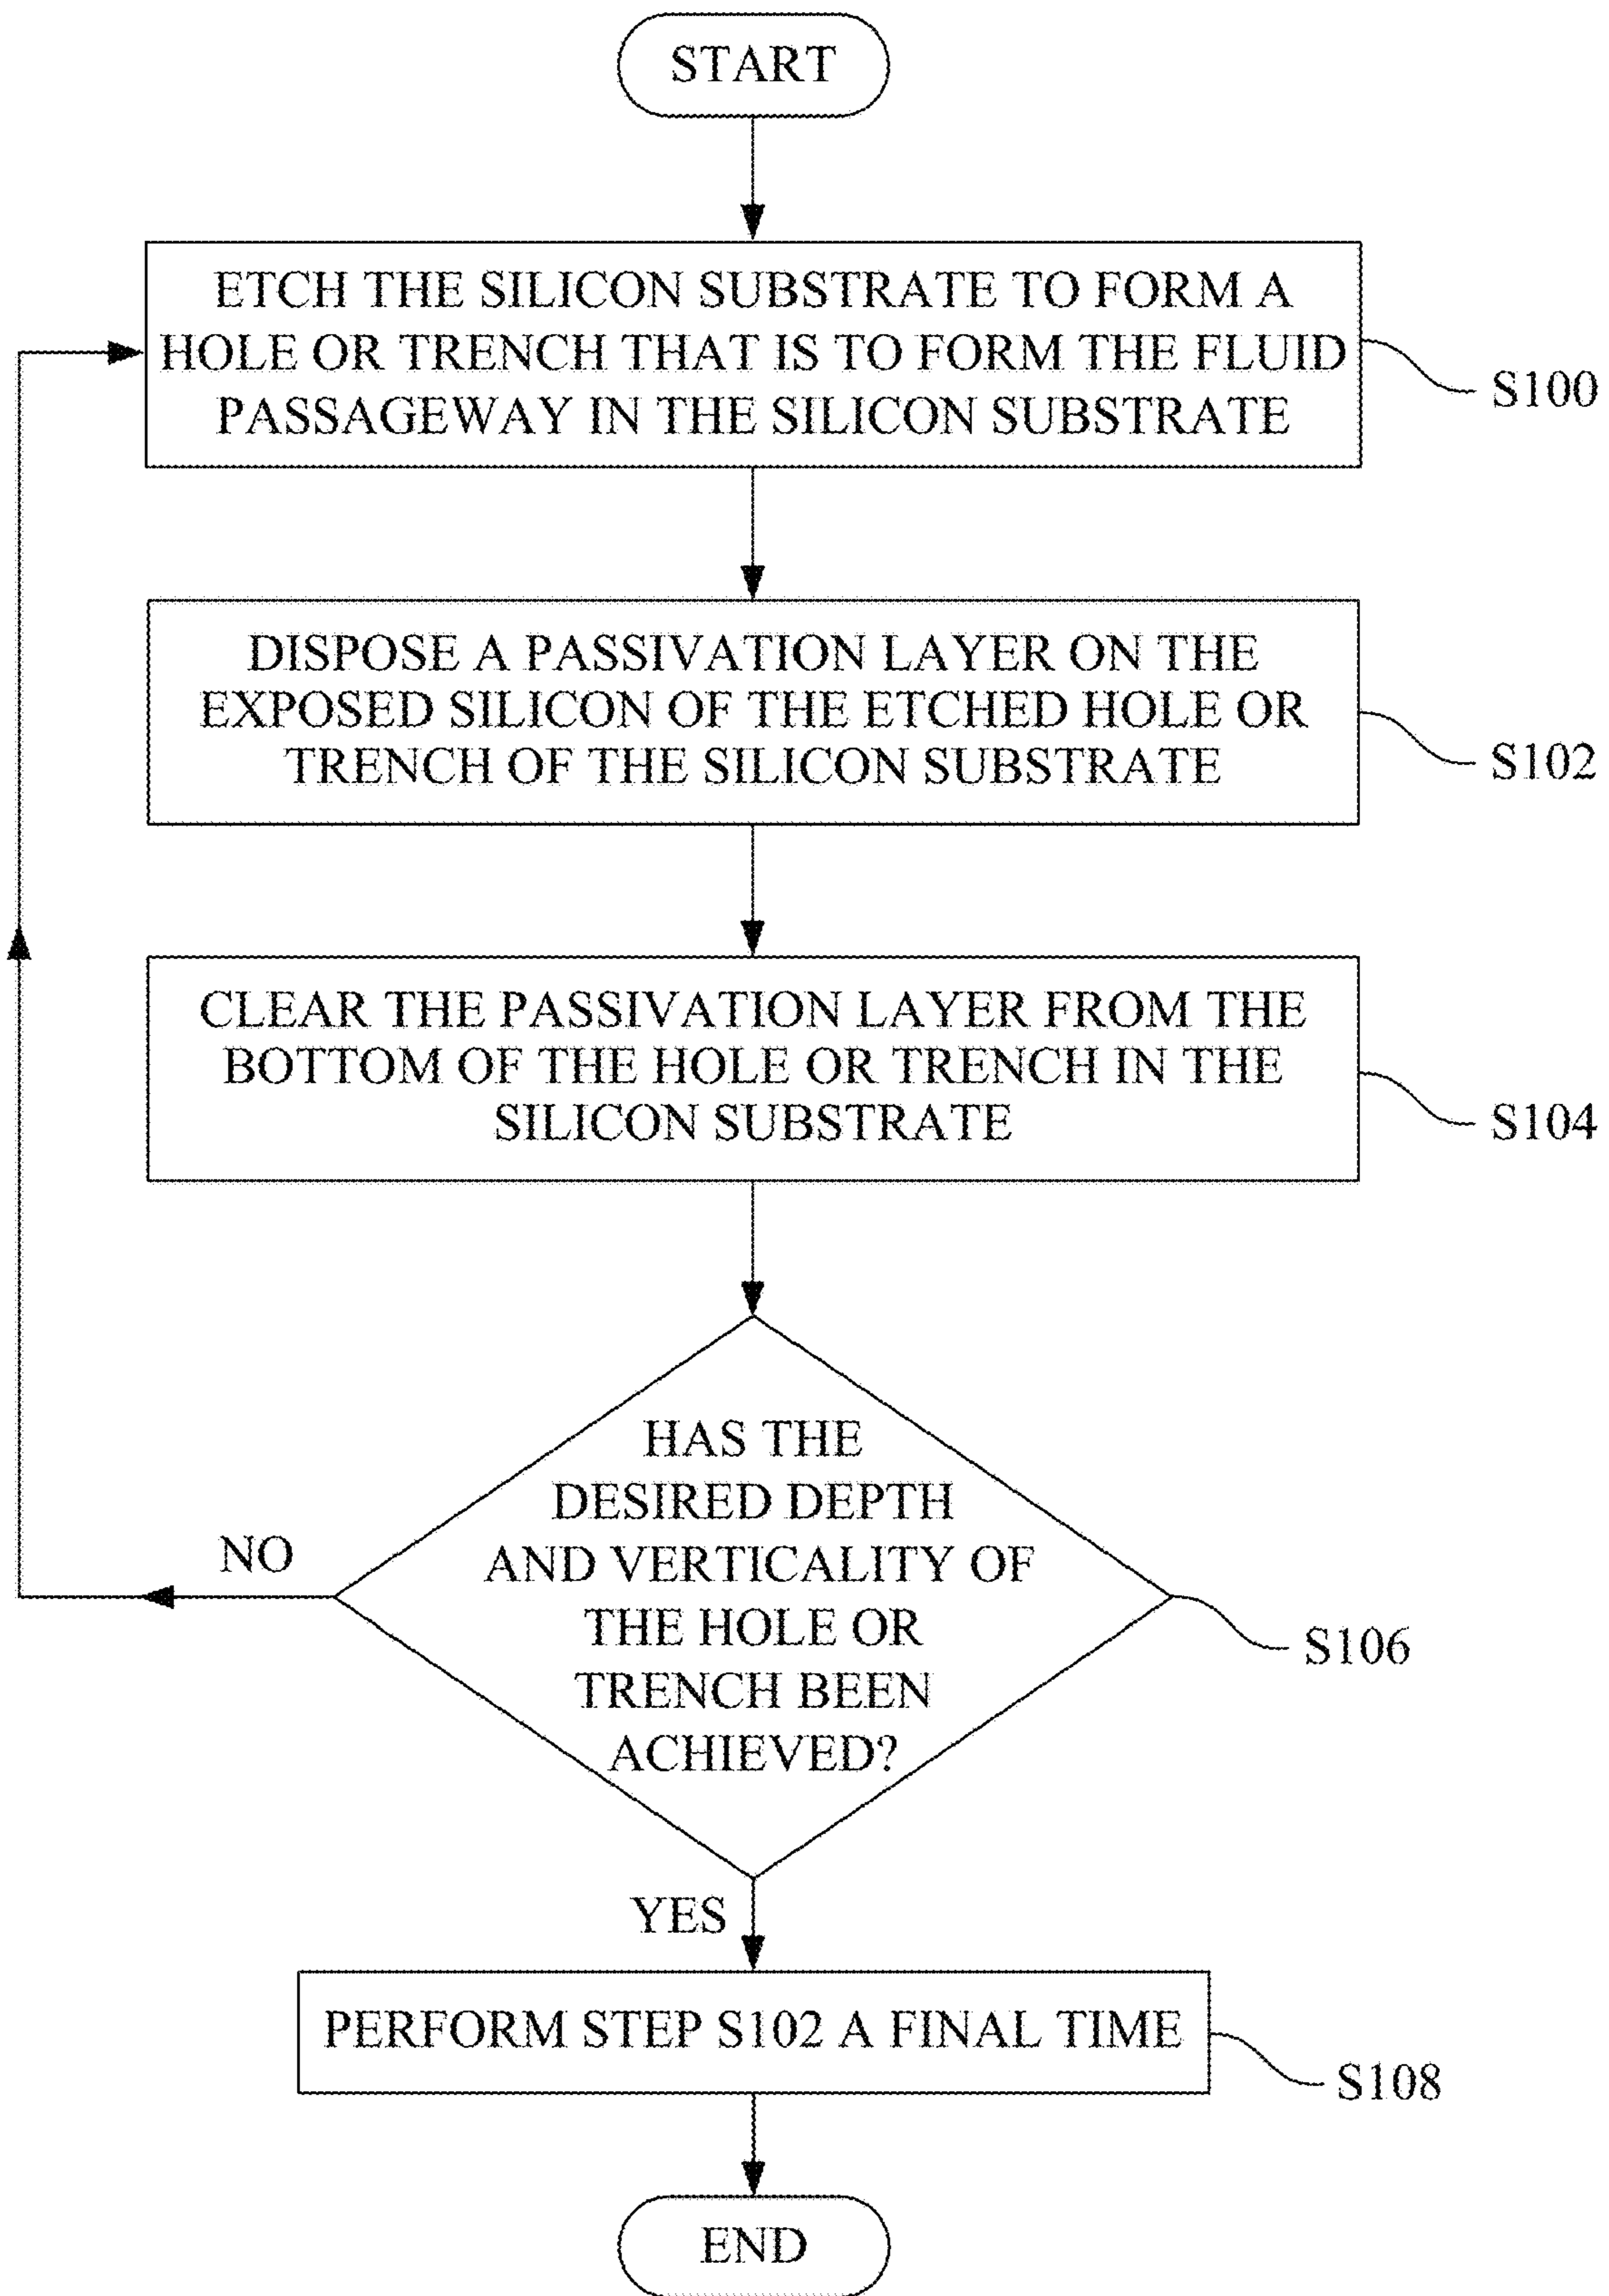 START
ETCH THE SILICON SUBSTRATE TO FORM A
HOLE OR TRENCH THAT IS TO FORM THE FLUID
PASSAGEWAY IN THE SILICON SUBSTRATE
S100
DISPOSE A PASSIVATION LAYER ON THE
EXPOSED SILICON OF THE ETCHED HOLE OR
TRENCH OF THE SILICON SUBSTRATE
S102
CLEAR THE PASSIVATION LAYER FROM THE
BOTTOM OF THE HOLE OR TRENCH IN THE
SILICON SUBSTRATE
S104
HAS THE
DESIRED DEPTH
AND VERTICALITY OF
THE HOLE OR
TRENCH BEEN
ACHIEVED?
NO
S106
YES
PERFORM STEP S102 A FINAL TIME
S108
END